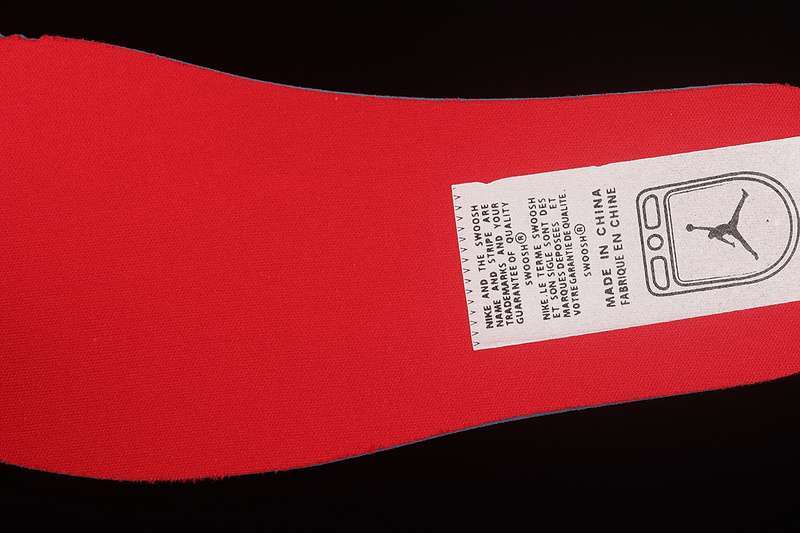 NIKE AND THE SWOOSH
NAME AND STRIPE ARE
TRADEMARKS AND YOUR
GUARANTEE OF QUALITY
SWOOSH®
NIKE LE TERME SWOOSH
ET SON SIGLE SONT DES
MARQUES DEPOSEES ET
VOTRE GARANTIE DE QUALITE.
SWOOSH®
MADE IN CHINA
FABRIQUE EN CHINE